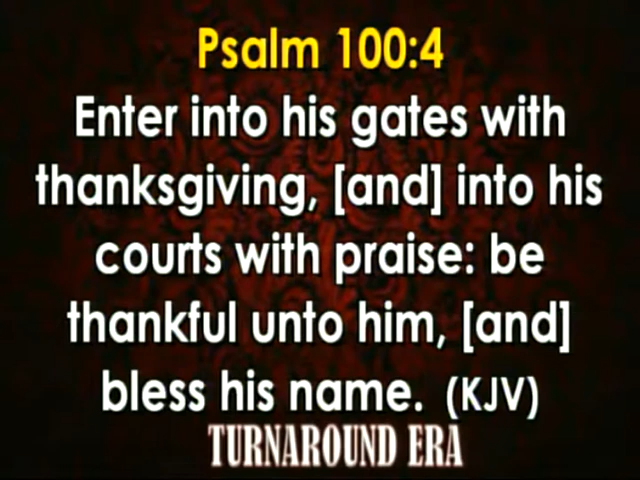 Psalm 100:4
Enter into his gates with
thanksgiving, [and] into his
courts with praise: be
thankful unto him, [and]
bless his name. (KJV)
TURNAROUND ERA